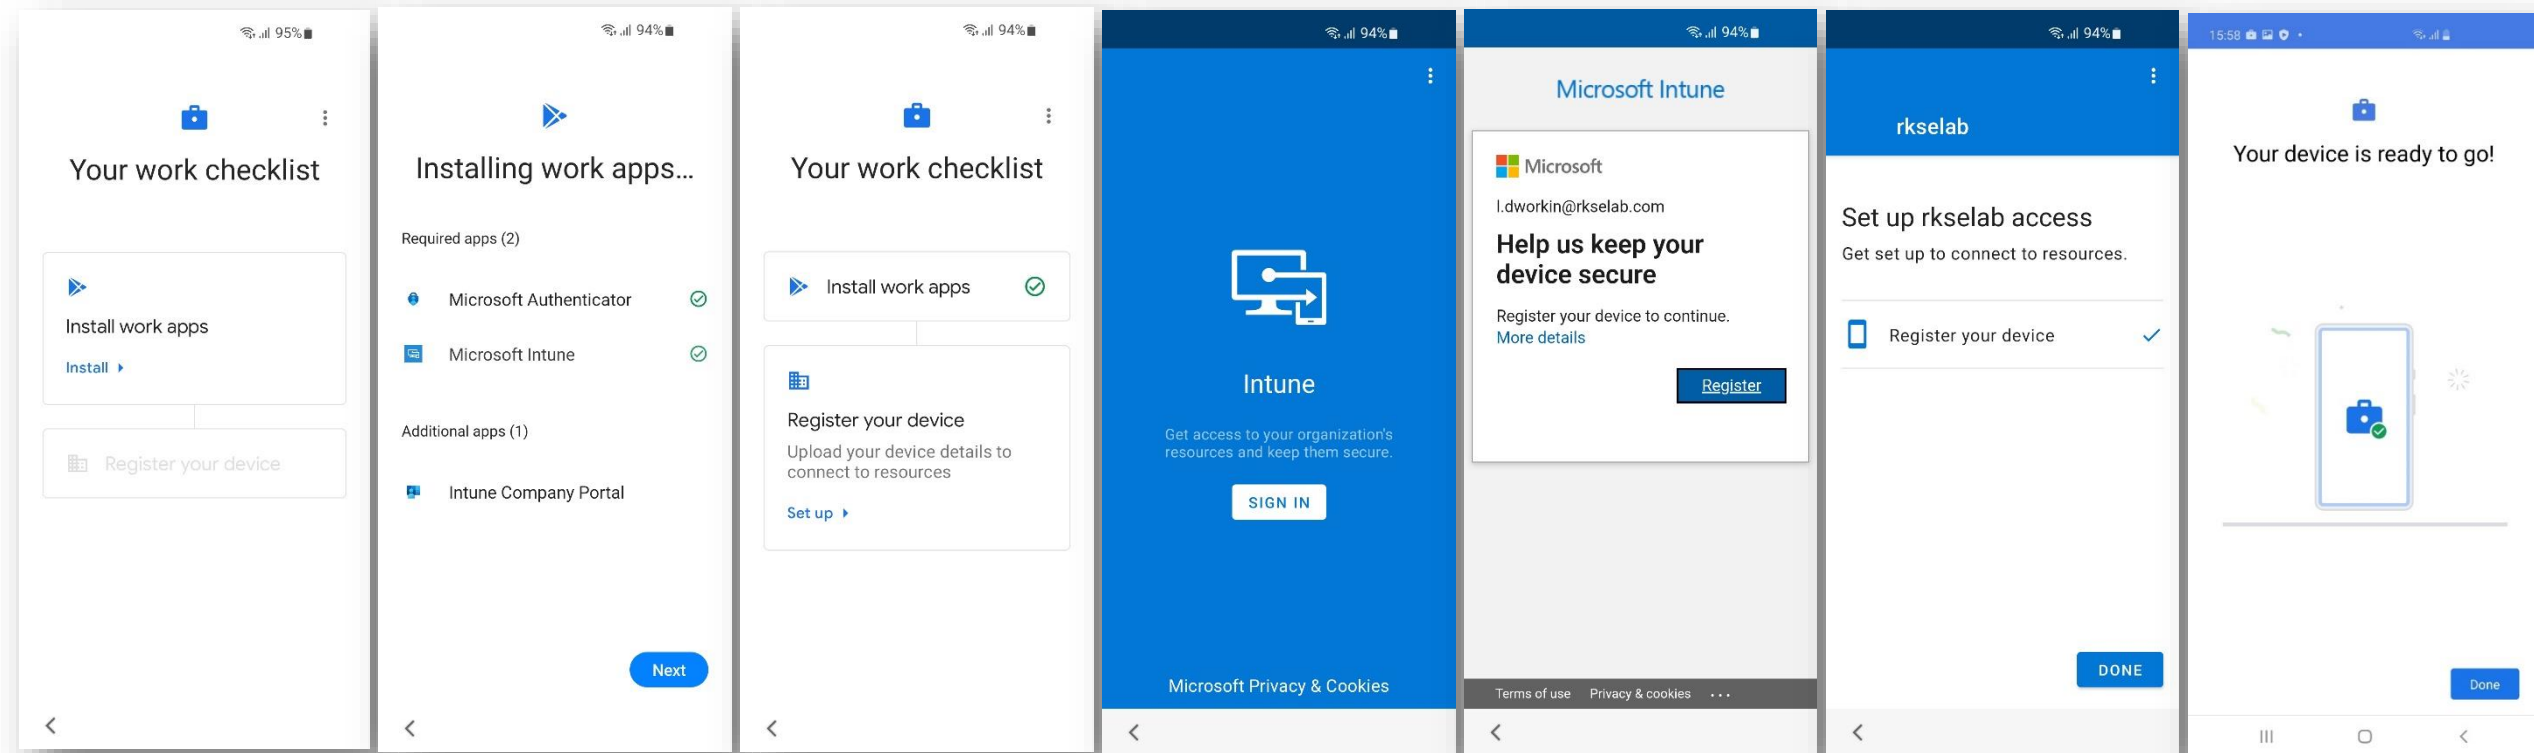 95%
Your work checklist
Install work apps
Install
Register your device
94%
Installing work apps...
Required apps (2)
Microsoft Authenticator
Microsoft Intune
Additional apps (1)
Intune Company Portal
Next
94%
Your work checklist
Install work apps
Register your device
Upload your device details to
connect to resources
Set up
94%
Intune
Get access to your organization's
resources and keep them secure.
SIGN IN
Microsoft Privacy & Cookies
94%
Microsoft Intune
Microsoft
l.dworkin@rkselab.com
Help us keep your
device secure
Register your device to continue.
More details
Register
Terms of use Privacy & cookies ...
94%
rkselab
Set up rkselab access
Get set up to connect to resources.
Register your device
DONE
15:58
Your device is ready to go!
Done